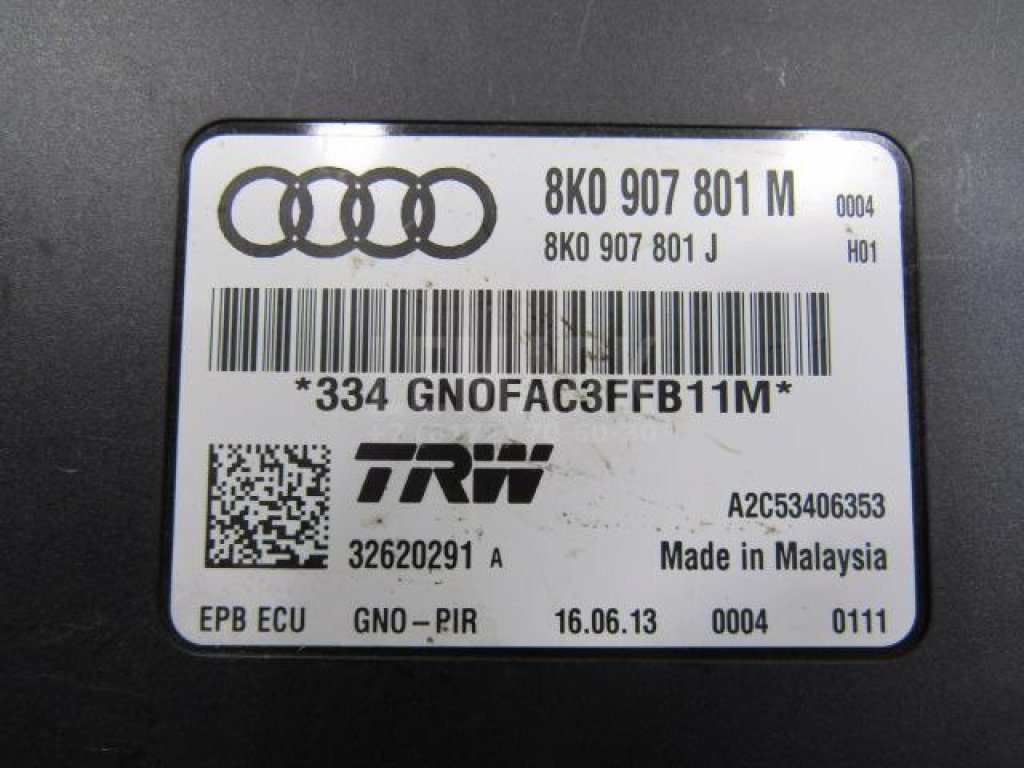 8K0 907 801 M 0004
8K0 907 801 J H01
*334 GNOFAC3FFB11M*
TRW
A2C53406353
32620291 A Made in Malaysia
EPB ECU GNO-PIR 16.06.13 0004 0111